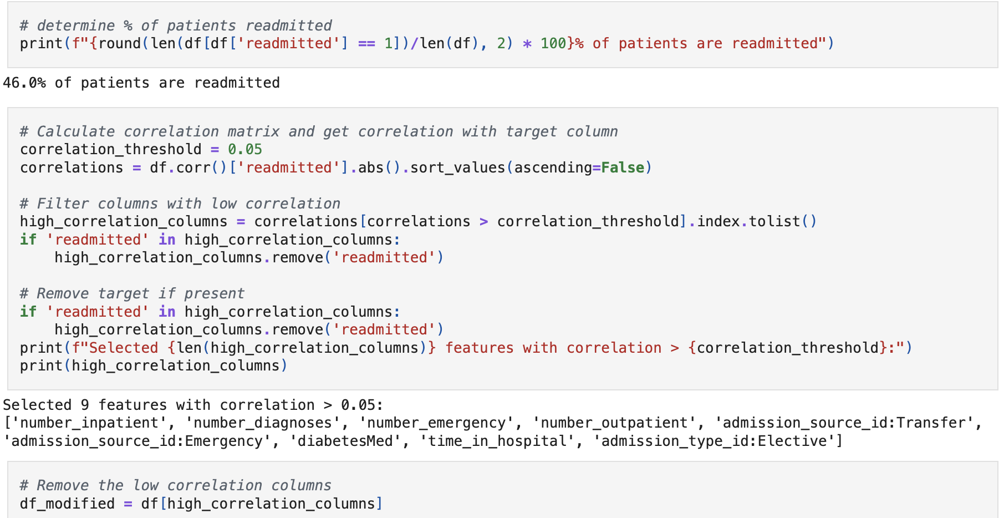 # determine % of patients readmitted
print(f"{round(len(df[df['readmitted'] == 1])/len(df), 2) * 100}% of patients are readmitted")
46.0% of patients are readmitted
# Calculate correlation matrix and get correlation with target column
correlation_threshold = 0.05
correlations = df.corr()['readmitted'].abs().sort_values(ascending=False)
# Filter columns with low correlation
high_correlation_columns = correlations[correlations > correlation_threshold].index.tolist()
if 'readmitted' in high_correlation_columns:
    high_correlation_columns.remove('readmitted')
# Remove target if present
if 'readmitted' in high_correlation_columns:
    high_correlation_columns.remove('readmitted')
print(f"Selected {len(high_correlation_columns)} features with correlation > {correlation_threshold}:")
print(high_correlation_columns)
Selected 9 features with correlation > 0.05:
['number_inpatient', 'number_diagnoses', 'number_emergency', 'number_outpatient', 'admission_source_id:Transfer',
'admission_source_id:Emergency', 'diabetesMed', 'time_in_hospital', 'admission_type_id:Elective']
# Remove the low correlation columns
df_modified = df[high_correlation_columns]